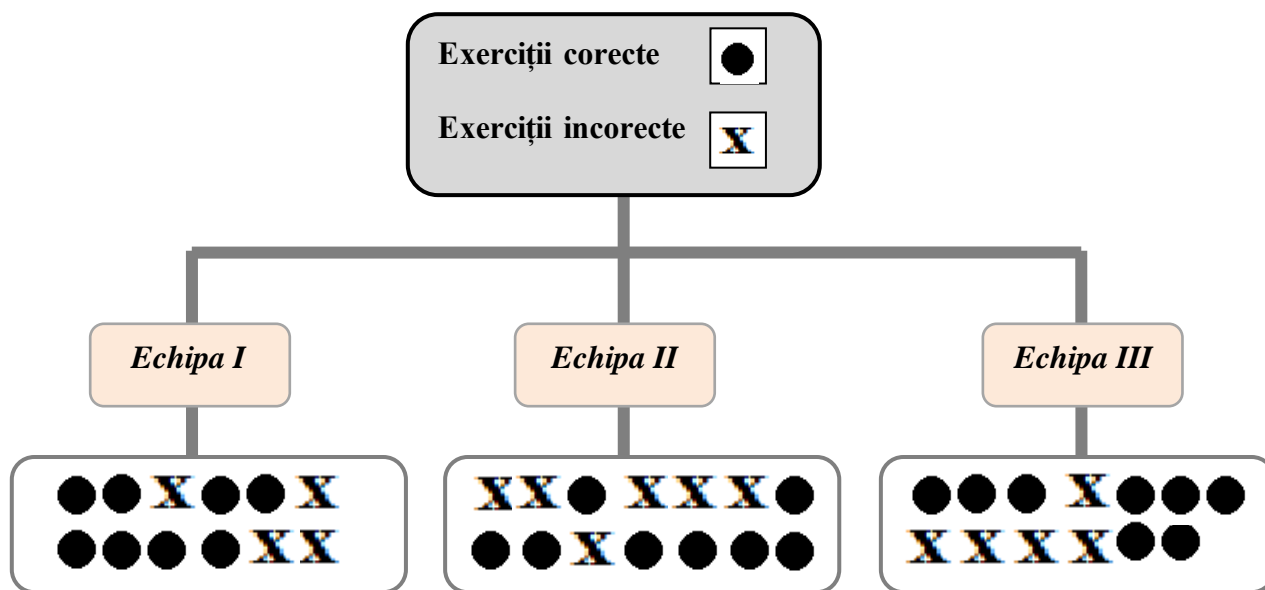 Exerciții corecte
Exerciții incorecte x
Echipa I
Echipa II
Echipa III
X X X
X X X X X X
X X X X X X